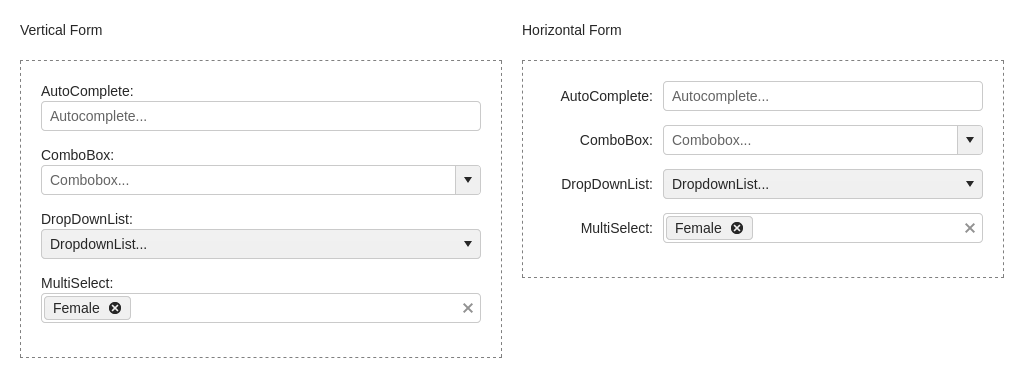 Vertical Form
AutoComplete:
Autocomplete...
ComboBox:
Combobox...
DropDownList:
DropdownList...
MultiSelect:
Female
Horizontal Form
AutoComplete: Autocomplete...
ComboBox: Combobox...
DropDownList: DropdownList...
MultiSelect: Female